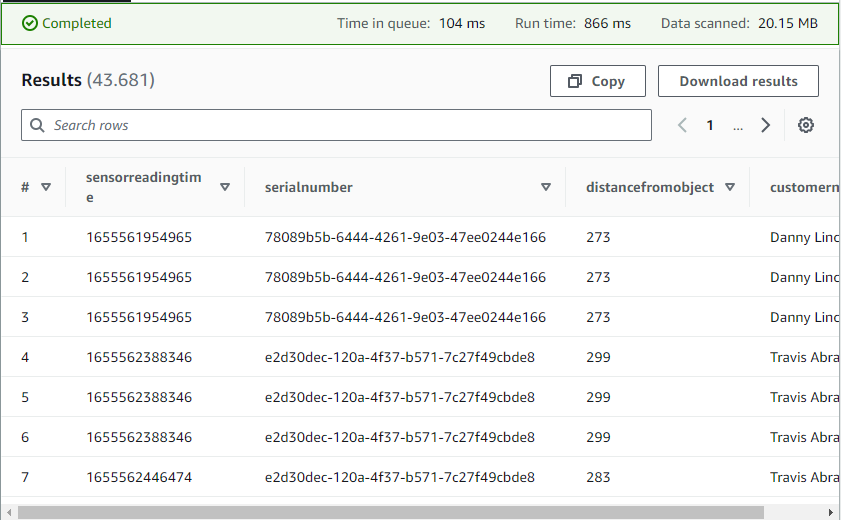 Completed Time in queue: 104 ms Run time: 866 ms Data scanned: 20.15 MB
Results (43.681) Copy Download results
Search rows 1 ...
# sensorreadingtim
e serialnumber distancefromobject customern
1 1655561954965 78089b5b-6444-4261-9e03-47ee0244e166 273 Danny Linc
2 1655561954965 78089b5b-6444-4261-9e03-47ee0244e166 273 Danny Linc
3 1655561954965 78089b5b-6444-4261-9e03-47ee0244e166 273 Danny Linc
4 1655562388346 e2d30dec-120a-4f37-b571-7c27f49cbde8 299 Travis Abra
5 1655562388346 e2d30dec-120a-4f37-b571-7c27f49cbde8 299 Travis Abra
6 1655562388346 e2d30dec-120a-4f37-b571-7c27f49cbde8 299 Travis Abra
7 1655562446474 e2d30dec-120a-4f37-b571-7c27f49cbde8 283 Travis Abra